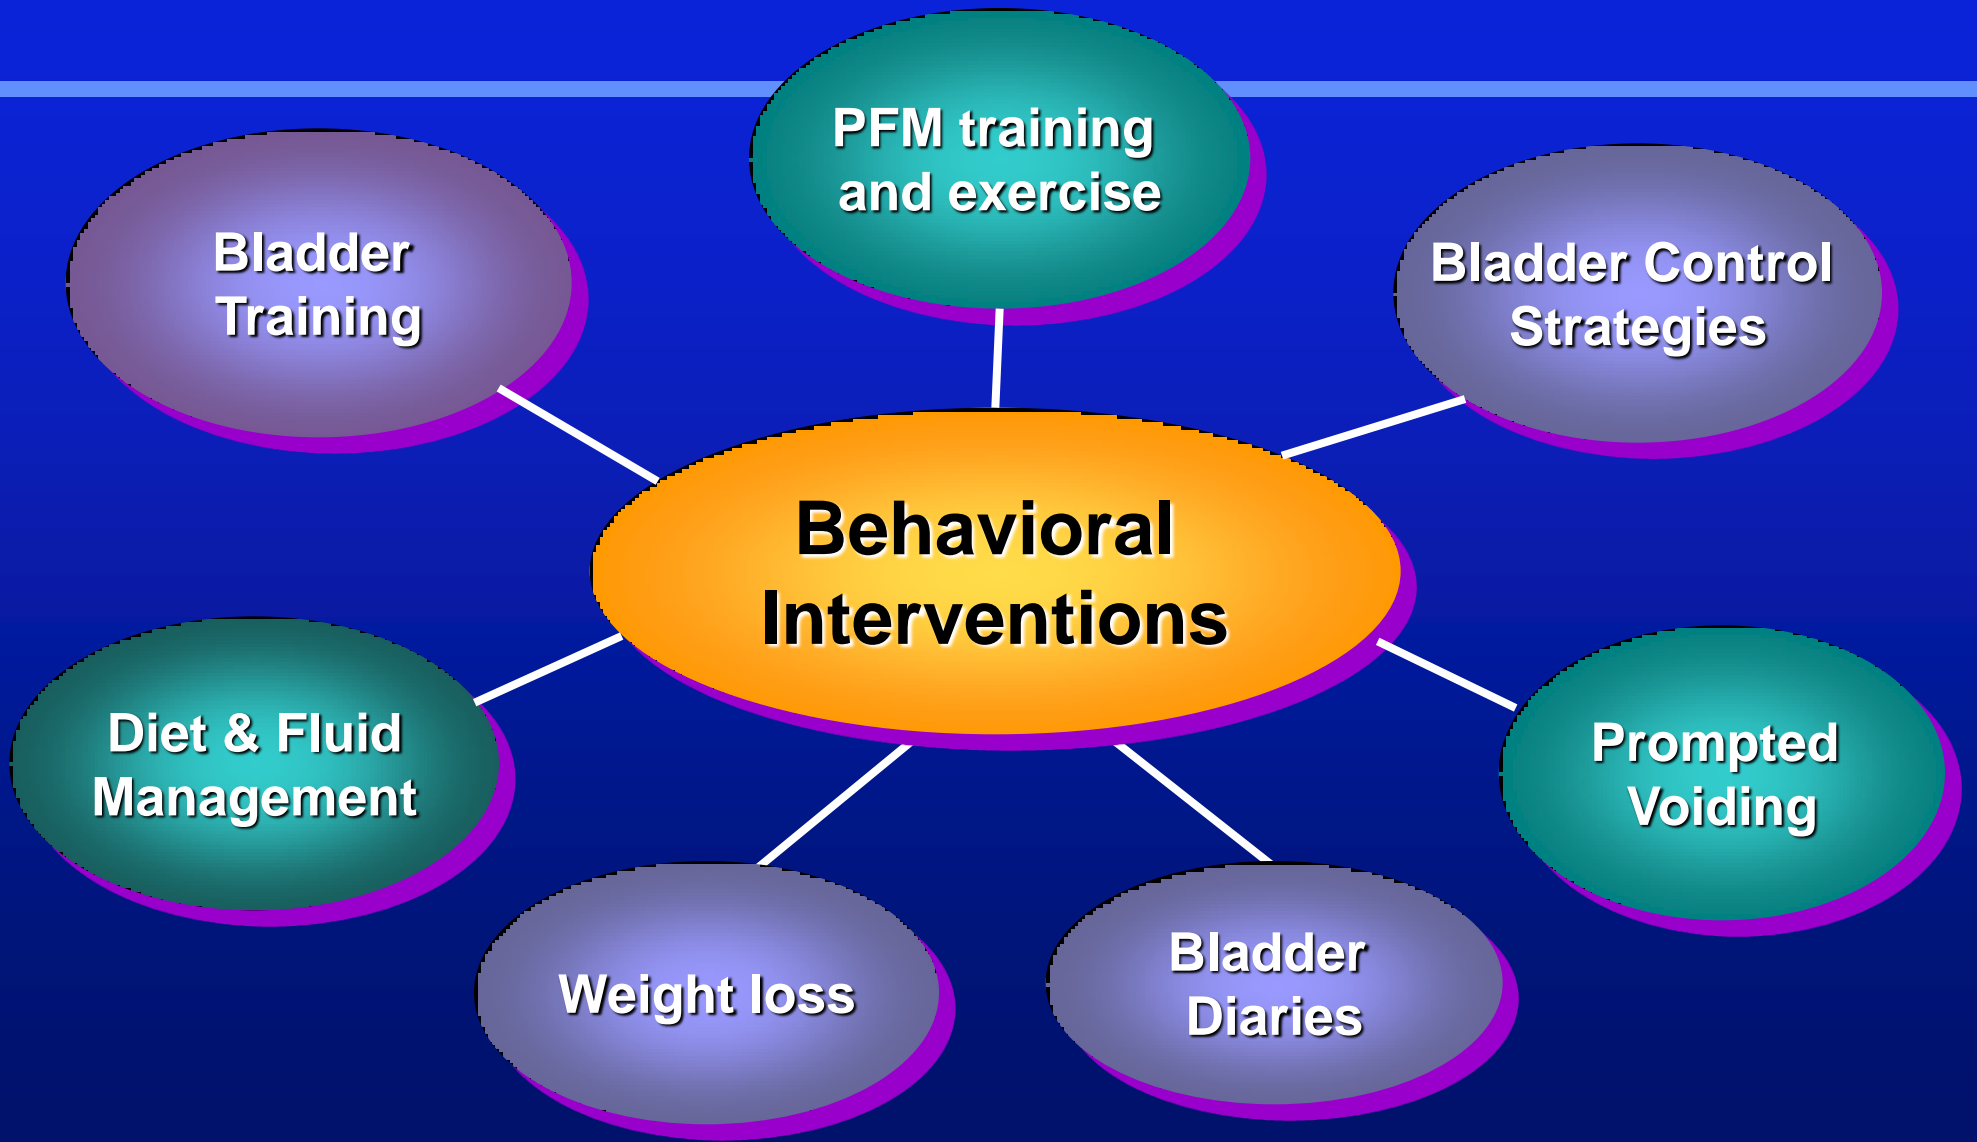 PFM training
and exercise
Bladder
Training
Bladder Control
Strategies
Behavioral
Interventions
Diet & Fluid
Management
Prompted
Voiding
Weight loss
Bladder
Diaries